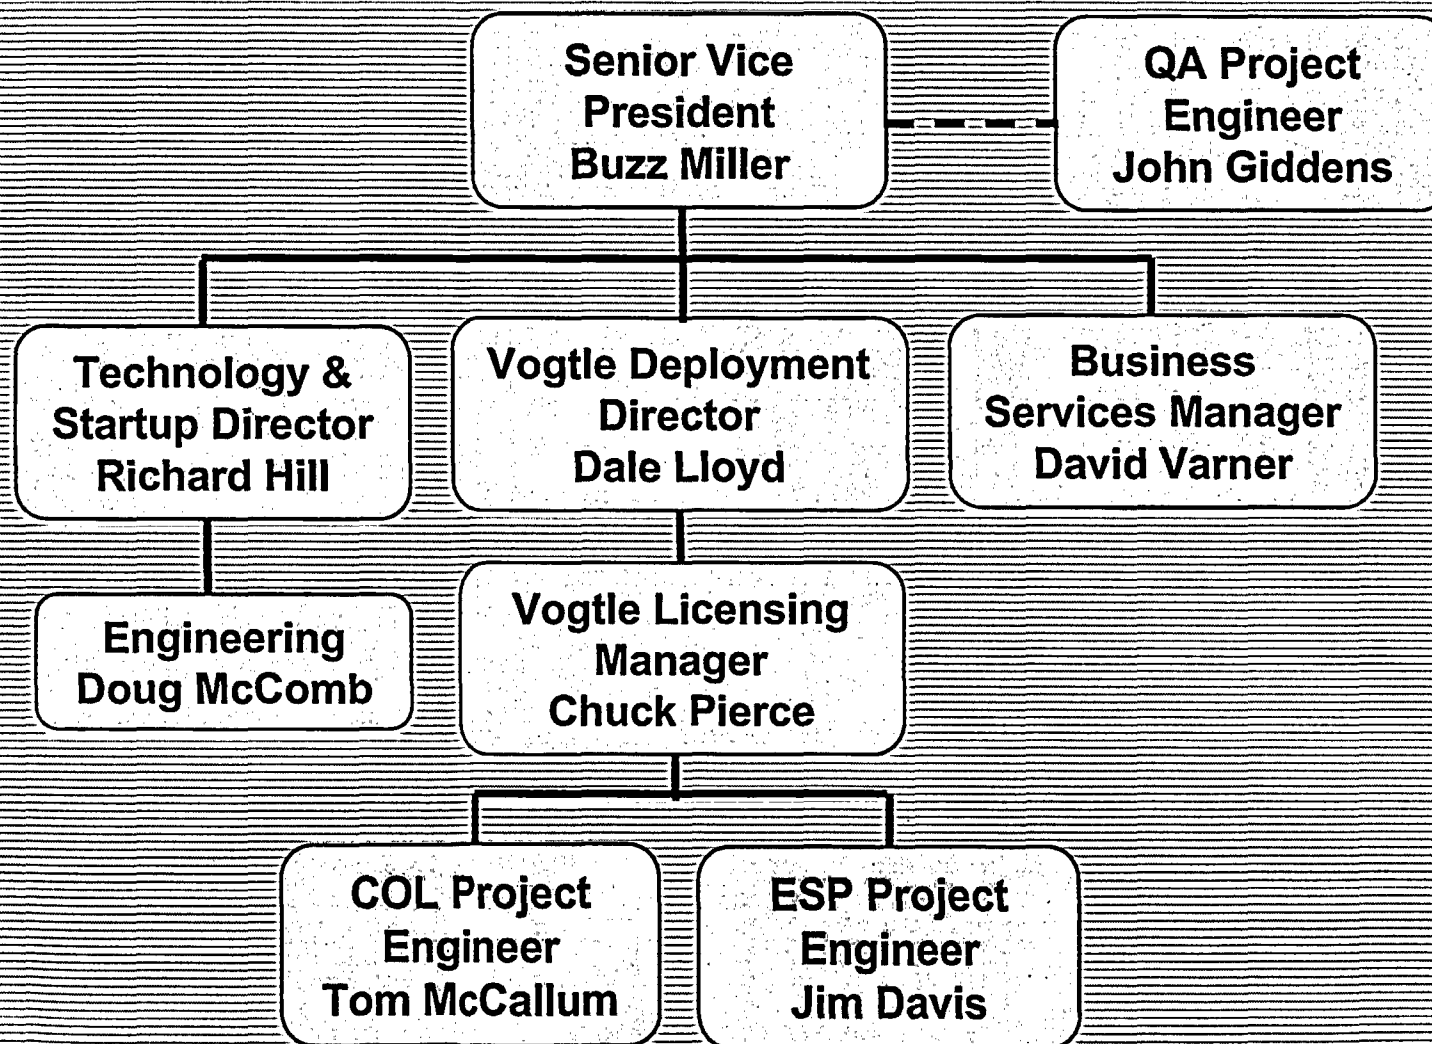 Senior Vice
President
Buzz Miller
QA Project
Engineer
John Giddens
Technology &
Startup Director
Richard Hill
Vogtle Deployment
Director
Dale Lloyd
Business
Services Manager
David Varner
Engineering
Doug McComb
Vogtle Licensing
Manager
Chuck Pierce
COL Project
Engineer
Tom McCallum
ESP Project
Engineer
Jim Davis